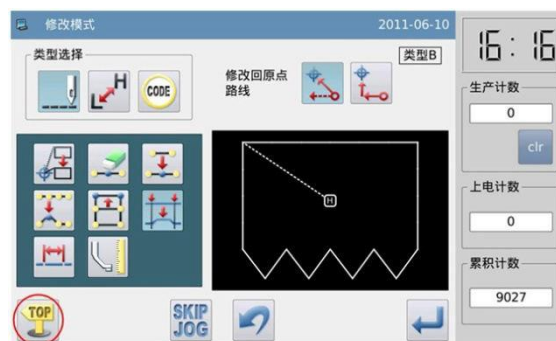 修改模式
2011-06-10
16:16
类型选择
H
L
CODE
修改回原点
路线
类型B
生产计数
0
clr
H
上电计数
0
累积计数
9027
TOP
SKIP
JOG